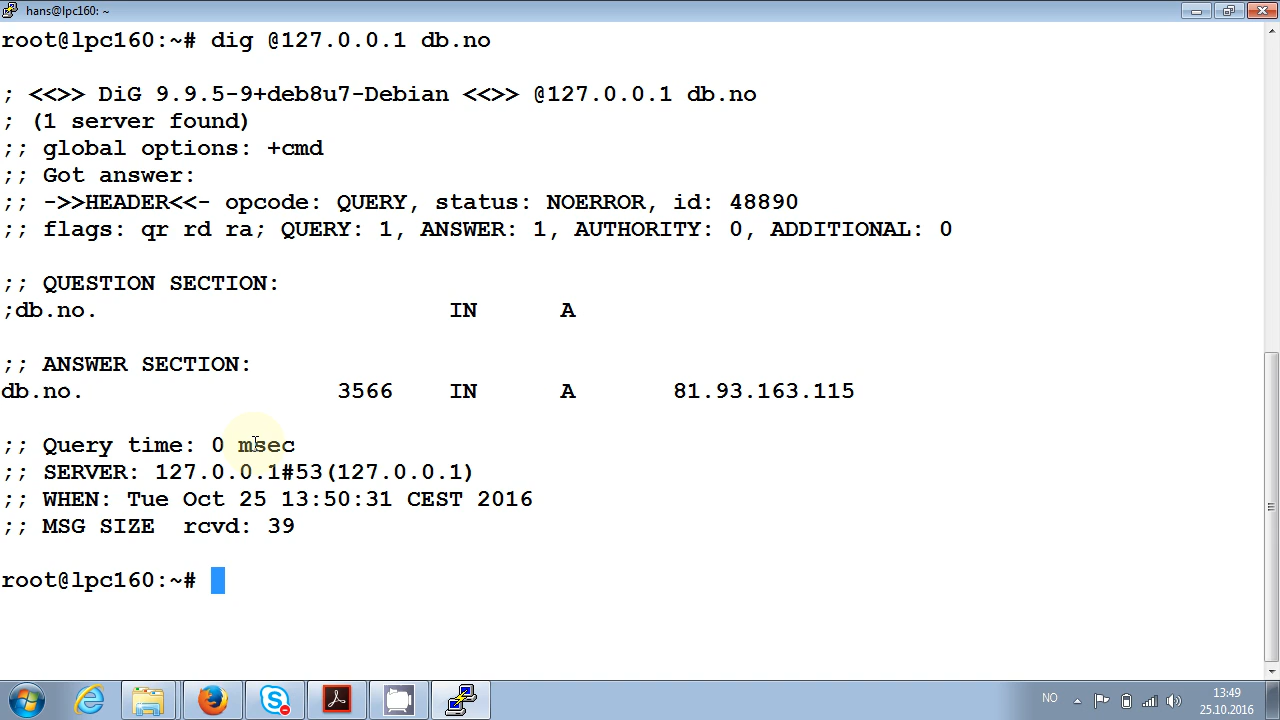 hans@lpc160: ~
root@lpc160:~# dig @127.0.0.1 db.no
; <<>> DiG 9.9.5-9+deb8u7-Debian <<>> @127.0.0.1 db.no
; (1 server found)
;; global options: +cmd
;; Got answer:
;; ->>HEADER<<- opcode: QUERY, status: NOERROR, id: 48890
;; flags: qr rd ra; QUERY: 1, ANSWER: 1, AUTHORITY: 0, ADDITIONAL: 0
;; QUESTION SECTION:
;db.no. IN A
;; ANSWER SECTION:
db.no. 3566 IN A 81.93.163.115
;; Query time: 0 msec
;; SERVER: 127.0.0.1#53(127.0.0.1)
;; WHEN: Tue Oct 25 13:50:31 CEST 2016
;; MSG SIZE rcvd: 39
root@lpc160:~#
NO
13:49
25.10.2016